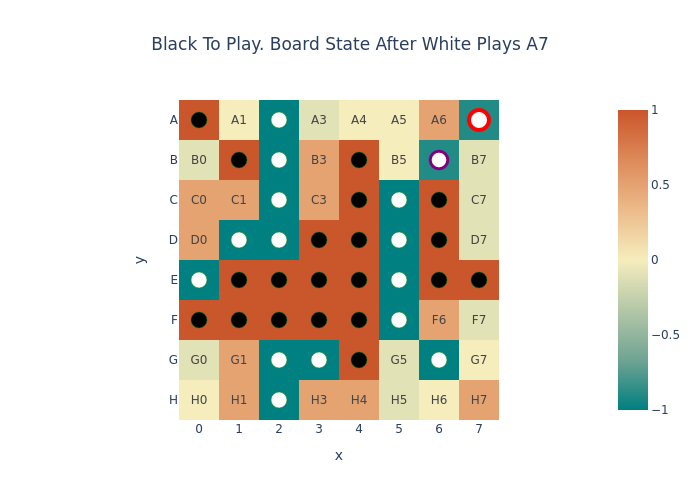 Black To Play. Board State After White Plays A7
A A1 A3 A4 A5 A6 1
B B0 B3 B5 B7
C C0 C1 C3 C7 0.5
D D0 D7
y
E 0
F F6 F7
−0.5
G G0 G1 G5 G7
H H0 H1 H3 H4 H5 H6 H7 −1
0 1 2 3 4 5 6 7
x